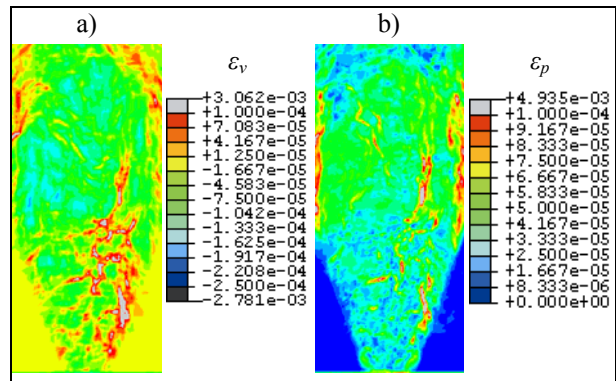 a)
εv
+3.062e-03
+1.000e-04
+7.083e-05
+4.167e-05
+1.250e-05
-1.667e-05
-4.583e-05
-7.500e-05
-1.042e-04
-1.333e-04
-1.625e-04
-1.917e-04
-2.208e-04
-2.500e-04
-2.781e-03
b)
εp
+4.935e-03
+1.000e-04
+9.167e-05
+8.333e-05
+7.500e-05
+6.667e-05
+5.833e-05
+5.000e-05
+4.167e-05
+3.333e-05
+2.500e-05
+1.667e-05
+8.333e-06
+0.000e+00